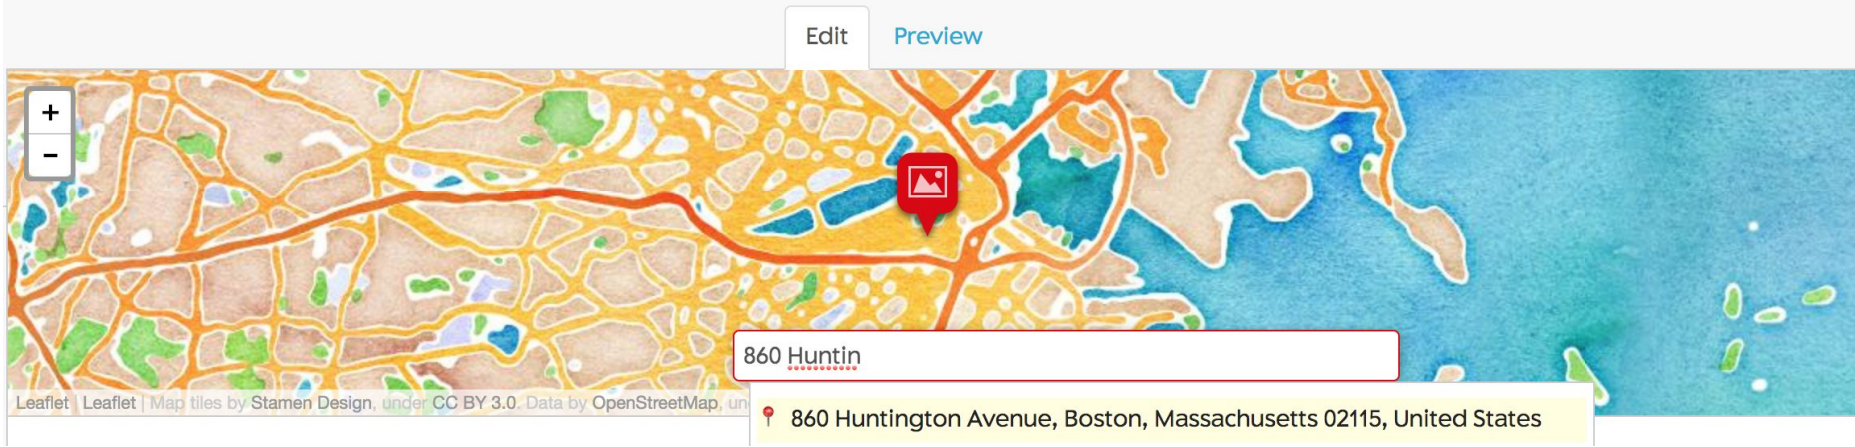 Edit
Preview
+
-
860 Huntin
Leaflet | Leaflet | Map tiles by Stamen Design, under CC BY 3.0. Data by OpenStreetMap, un
860 Huntington Avenue, Boston, Massachusetts 02115, United States